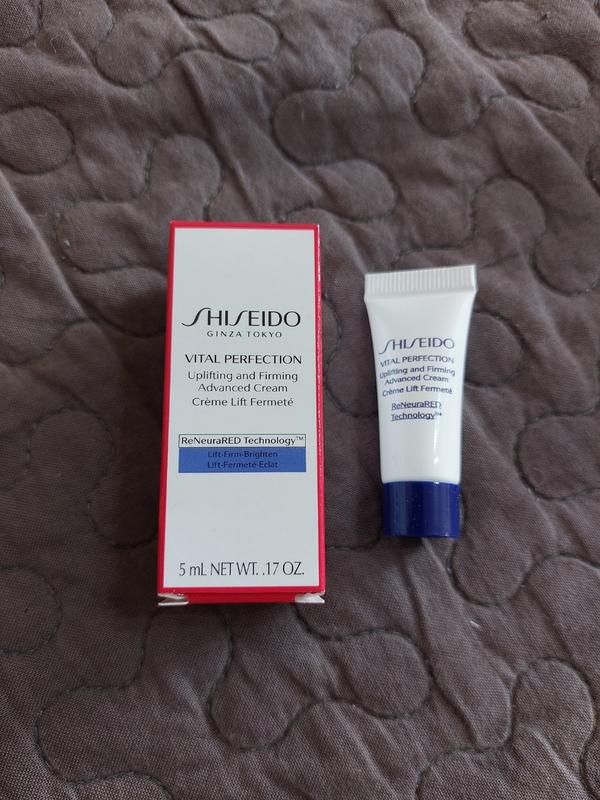 SHISEIDO
GINZA TOKYO
VITAL PERFECTION
Uplifting and Firming
Advanced Cream
Crème Lift Fermeté
ReNeuraRED Technology™
Lift-Firm-Brighten
Lift-Fermeté-Eclat
5 mL NET WT. .17 OZ.
SHISEIDO
VITAL PERFECTION
Uplifting and Firming
Advanced Cream
Crème Lift Fermeté
ReNeuraRED
Technology™